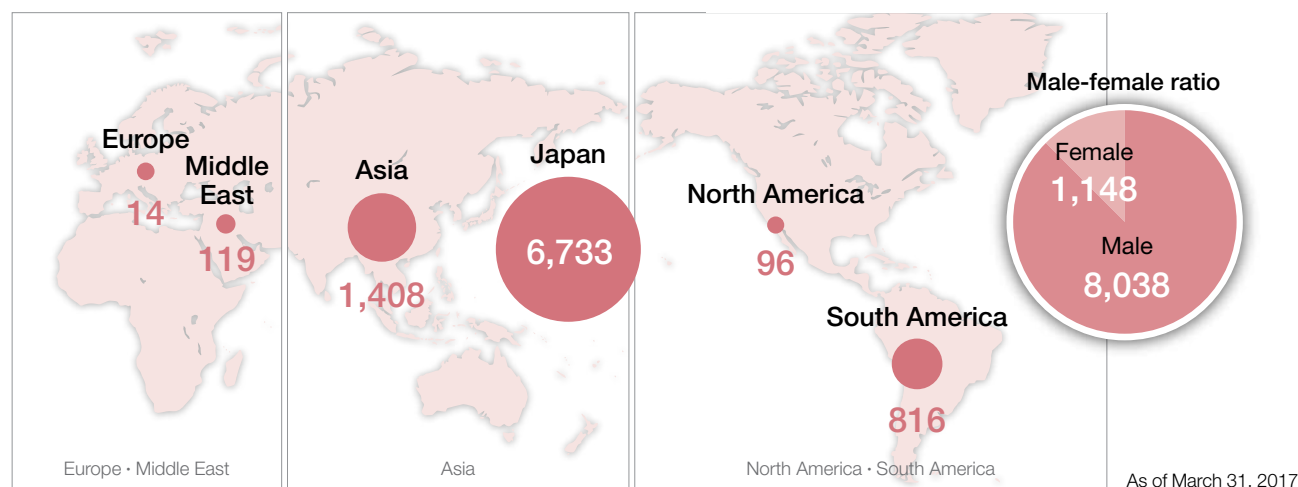 Europe
14
Middle
East
119
Europe・Middle East
Asia
1,408
Japan
6,733
Asia
North America
96
South America
816
North America・South America
Male-female ratio
Female
1,148
Male
8,038
As of March 31, 2017